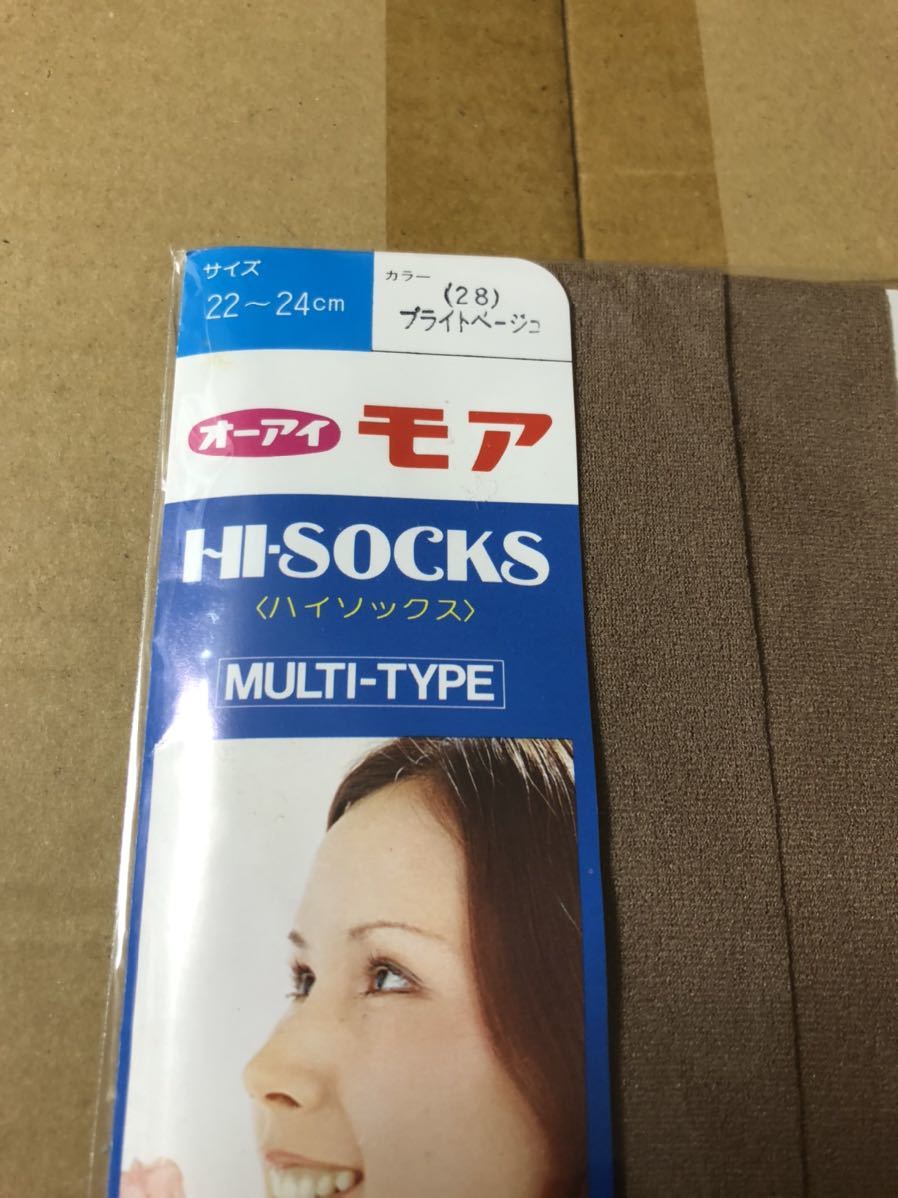 サイズ
22～24cm
カラー
(28)
ブライトベージュ
オーアイ モア
HI-SOCKS
〈ハイソックス〉
MULTI-TYPE